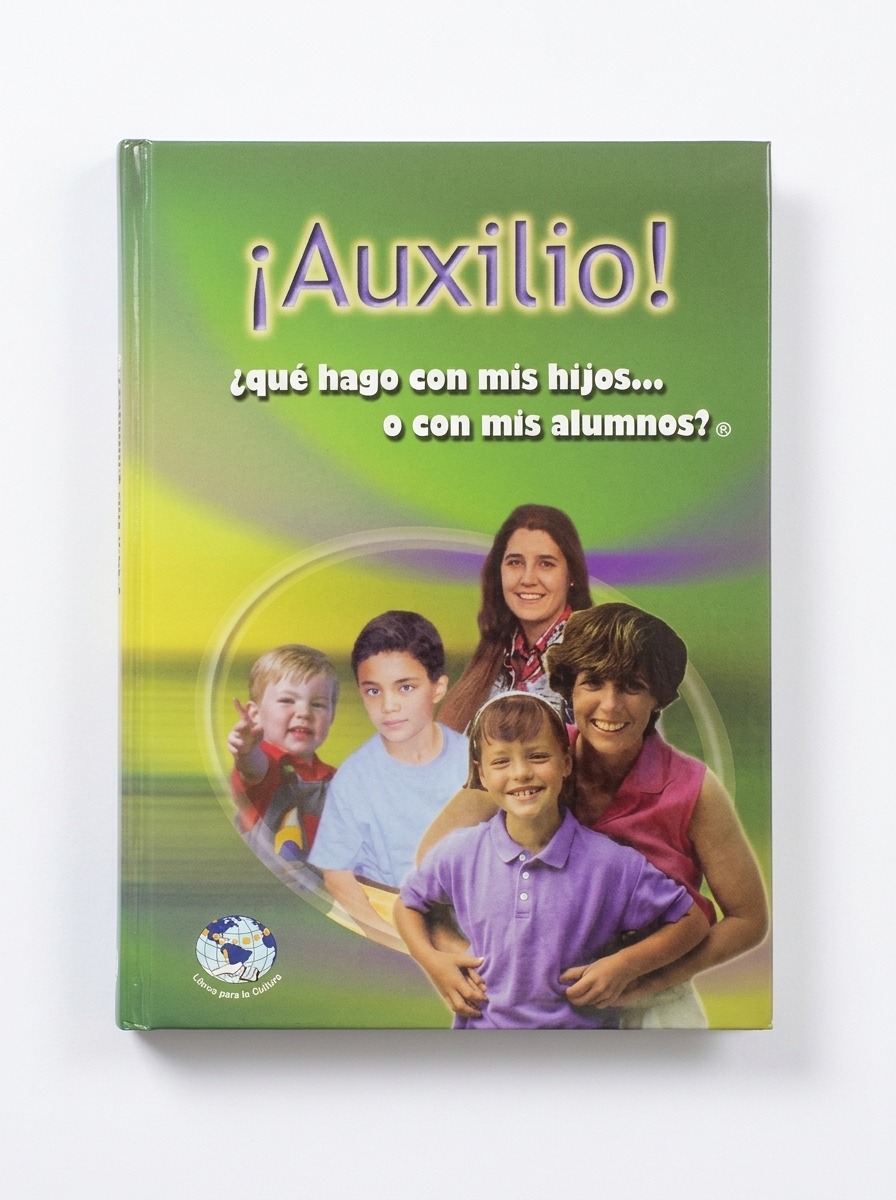 ¡Auxilio!
¿qué hago con mis hijos...
o con mis alumnos?®
Libros para la Cultura